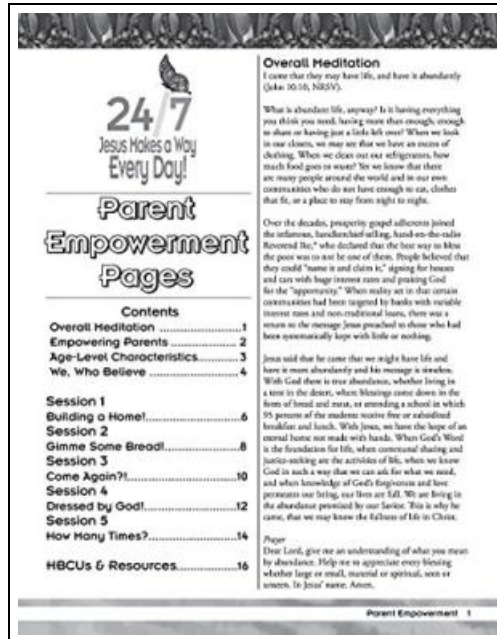 24/7
Jesus Makes a Way
Every Day!
Parent
Empowerment
Pages
Contents
Overall Meditation ..................1
Empowering Parents ............... 2
Age-Level Characteristics.......... 3
We, Who Believe .................... 4
Session 1
Building a Home!.....................6
Session 2
Gimme Some Bread!..................8
Session 3
Come Again?!........................10
Session 4
Dressed by God!.....................12
Session 5
How Many Times?....................14
HBCUs & Resources..................16
Overall Meditation
I came that they may have life, and have it abundantly
(John 10:10, NRSV).
What is abundant life, anyway? Is it having everything
you think you need, having more than enough, enough
to share or having just a little left over? When we look
in our closets, we may see that we have an excess of
clothing. When we clean out our refrigerators, how
much food goes to waste? Yet we know that there
are many people around the world and in our own
communities who do not have enough to eat, clothes
that fit, or a place to stay from night to night.
Over the decades, prosperity gospel adherents joined
the infamous, handkerchief-selling, hand-on-the-radio
Reverend Ike,* who declared that the best way to bless
the poor was to not be one of them. People believed that
they could "name it and claim it," signing for houses
and cars with huge interest rates and praising God
for the "opportunity." When reality set in that certain
communities had been targeted by banks with variable
interest rates and non-traditional loans, there was a
return to the message Jesus preached to those who had
been systematically kept with little or nothing.
Jesus said that he came that we might have life and
have it more abundantly and his message is timeless.
With God there is true abundance, whether living in
a tent in the desert, where blessings come down in the
form of bread and meat, or attending a school in which
95 percent of the students receive free or subsidized
breakfast and lunch. With Jesus, we have the hope of an
eternal home not made with hands. When God's Word
is the foundation for life, when communal sharing and
justice-seeking are the activities of life, when we know
God in such a way that we can ask for what we need,
and when knowledge of God's forgiveness and love
permeates our being, our lives are full. We are living in
the abundance promised by our Savior. This is why he
came, that we may know the fullness of life in Christ.
Prayer
Dear Lord, give me an understanding of what you mean
by abundance. Help me to appreciate every blessing
whether large or small, material or spiritual, seen or
unseen. In Jesus' name. Amen.
Parent Empowerment 1